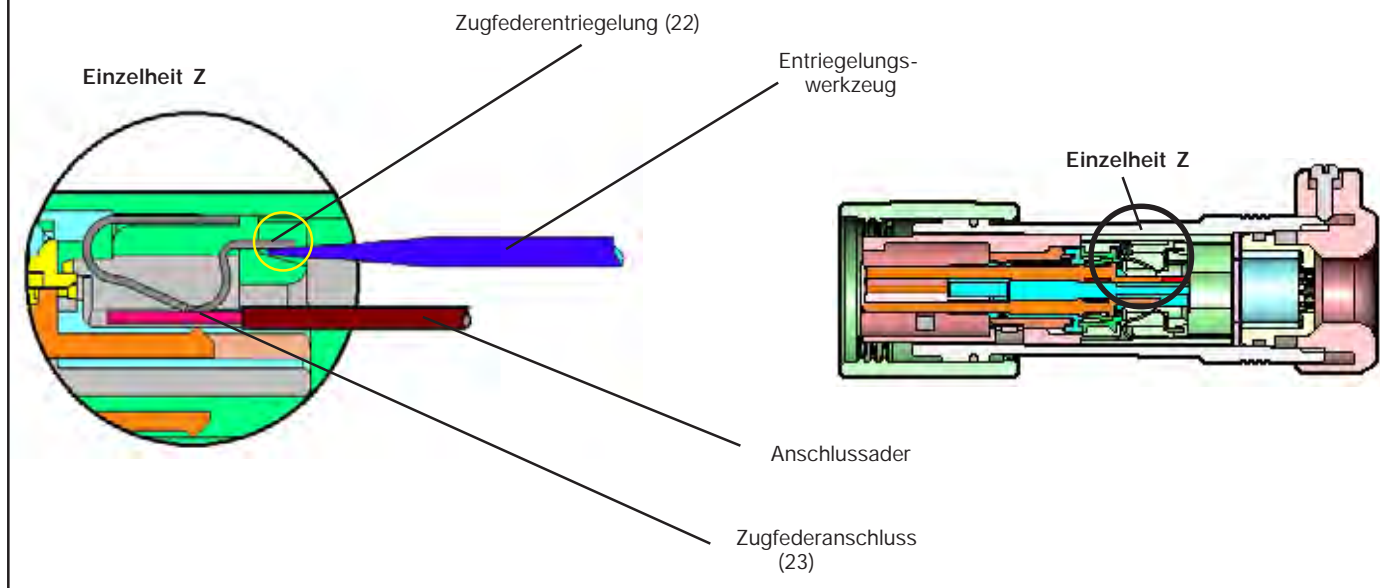 Zugfederentriegelung (22)
Einzelheit Z
Entriegelungs-
werkzeug
Einzelheit Z
Anschlussader
Zugfederanschluss
(23)